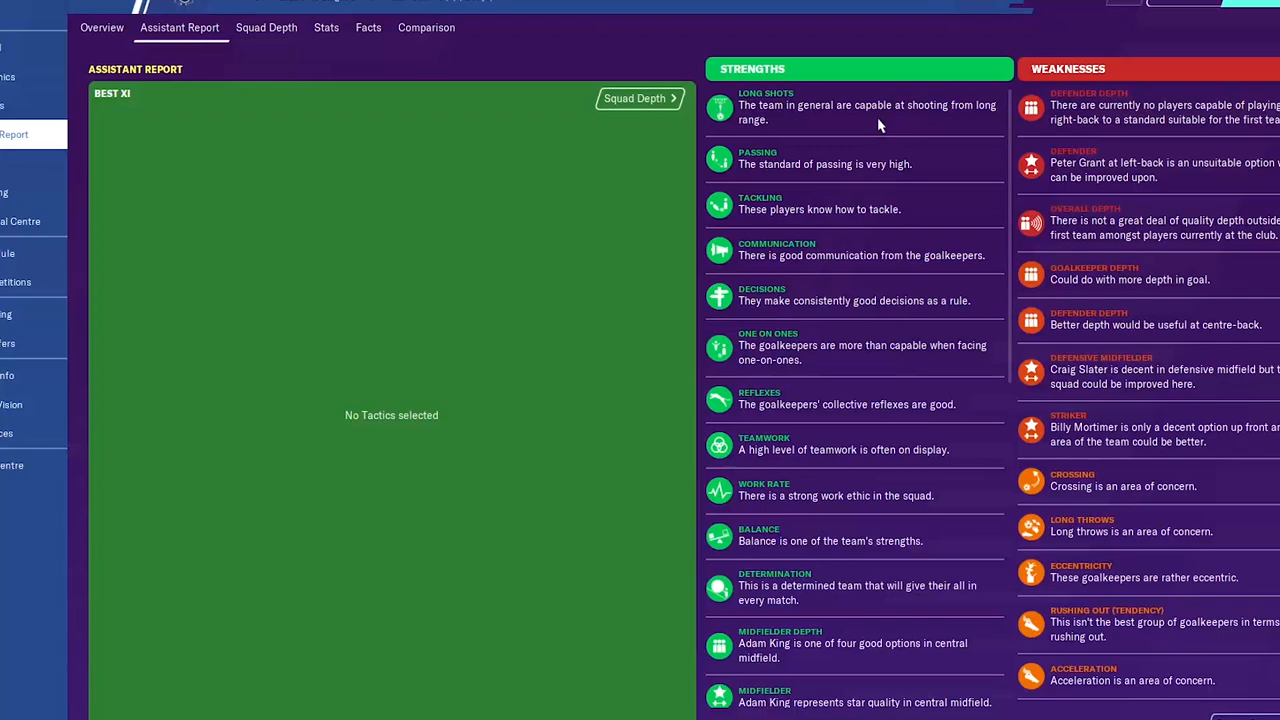 Overview Assistant Report Squad Depth Stats Facts Comparison
Report
Info
Vision
ASSISTANT REPORT
BEST XI
Squad Depth
No Tactics selected
STRENGTHS
LONG SHOTS
The team in general are capable at shooting from long
range.
PASSING
The standard of passing is very high.
TACKLING
These players know how to tackle.
COMMUNICATION
There is good communication from the goalkeepers.
DECISIONS
They make consistently good decisions as a rule.
ONE ON ONES
The goalkeepers are more than capable when facing
one-on-ones.
REFLEXES
The goalkeepers' collective reflexes are good.
TEAMWORK
A high level of teamwork is often on display.
WORK RATE
There is a strong work ethic in the squad.
BALANCE
Balance is one of the team's strengths.
DETERMINATION
This is a determined team that will give their all in
every match.
MIDFIELDER DEPTH
Adam King is one of four good options in central
midfield.
MIDFIELDER
Adam King represents star quality in central midfield.
WEAKNESSES
DEFENDER DEPTH
There are currently no players capable of playing
right-back to a standard suitable for the first
DEFENDER
Peter Grant at left-back is an unsuitable option
can be improved upon.
OVERALL DEPTH
There is not a great deal of quality depth outside
first team amongst players currently at the club.
GOALKEEPER DEPTH
Could do with more depth in goal.
DEFENDER DEPTH
Better depth would be useful at centre-back.
DEFENSIVE MIDFIELDER
Craig Slater is decent in defensive midfield but
squad could be improved here.
STRIKER
Billy Mortimer is only a decent option up front
area of the team could be better.
CROSSING
Crossing is an area of concern.
LONG THROWS
Long throws is an area of concern.
ECCENTRICITY
These goalkeepers are rather eccentric.
RUSHING OUT (TENDENCY)
This isn't the best group of goalkeepers in terms
rushing out.
ACCELERATION
Acceleration is an area of concern.